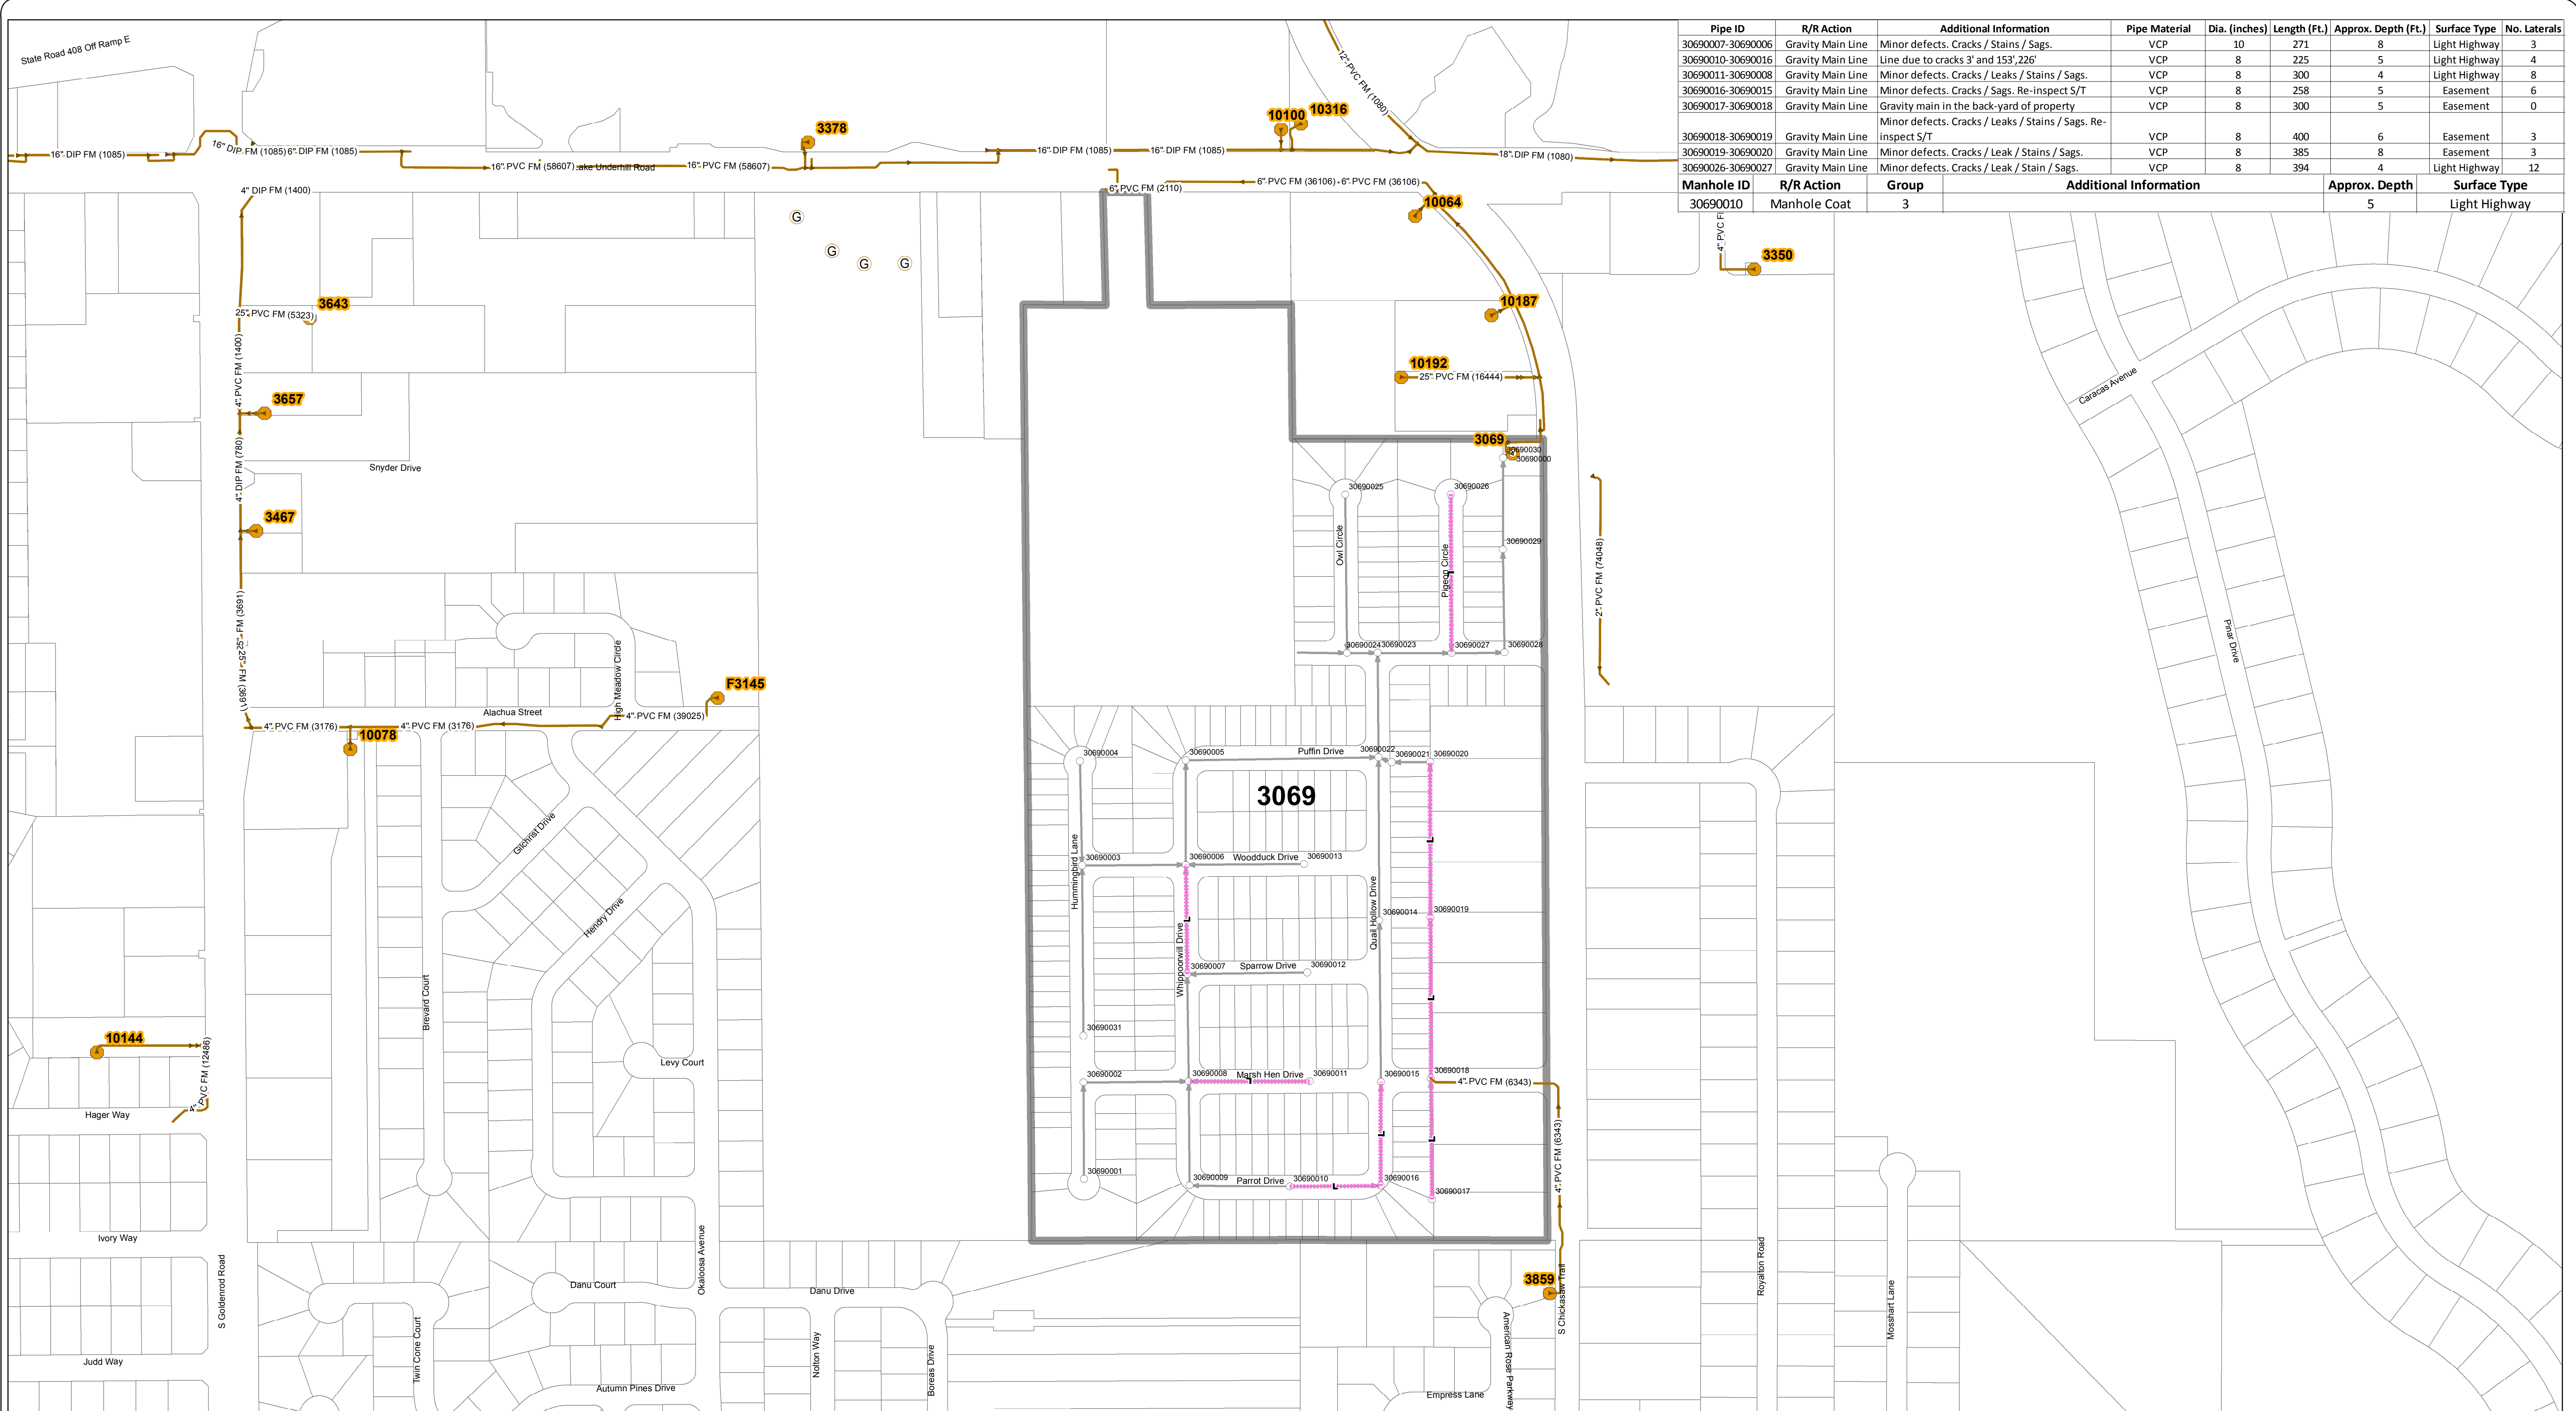 Pipe ID R/R Action Additional Information Pipe Material Dia. (inches) Length (Ft.) Approx. Depth (Ft.) Surface Type No. Laterals
30690007-30690006 Gravity Main Line Minor defects. Cracks / Stains / Sags. VCP 10 271 8 Light Highway 3
30690010-30690016 Gravity Main Line Line due to cracks 3' and 153',226' VCP 8 225 5 Light Highway 4
30690011-30690008 Gravity Main Line Minor defects. Cracks / Leaks / Stains / Sags. VCP 8 300 4 Light Highway 8
30690016-30690015 Gravity Main Line Minor defects. Cracks / Sags. Re-inspect S/T VCP 8 258 5 Easement 6
30690017-30690018 Gravity Main Line Gravity main in the back-yard of property VCP 8 300 5 Easement 0
Minor defects. Cracks / Leaks / Stains / Sags. Re-
30690018-30690019 Gravity Main Line inspect S/T VCP 8 400 6 Easement 3
30690019-30690020 Gravity Main Line Minor defects. Cracks / Leak / Stains / Sags. VCP 8 385 8 Easement 3
30690026-30690027 Gravity Main Line Minor defects. Cracks / Leak / Stain / Sags. VCP 8 394 4 Light Highway 12
Manhole ID R/R Action Group Additional Information Approx. Depth Surface Type
30690010 Manhole Coat 3 5 Light Highway
State Road 408 Off Ramp E
12" PVC FM (1080)
10316
10100
3378
16" DIP FM (1085)
16" DIP FM (1085)
6" DIP FM (1085)
16" PVC FM (58607)
ake Underhill Road
16" PVC FM (58607)
16" DIP FM (1085)
16" DIP FM (1085)
18" DIP FM (1080)
4" DIP FM (1400)
6" PVC FM (2110)
6" PVC FM (36106)
6" PVC FM (36106)
10064
G
G
G
G
4" PVC F
3350
3643
25" PVC FM (5323)
4" PVC FM (1400)
10187
10192
25" PVC FM (16444)
Caracas Avenue
3657
4" DIP FM (780)
Snyder Drive
3069
30690030
30690000
30690025
30690026
3467
Owl Circle
Pigeon Circle
30690029
2" PVC FM (74048)
25" FM (3691)
25" FM (3691)
High Meadow Circle
30690024
30690023
30690027
30690028
Pinar Drive
F3145
Alachua Street
4" PVC FM (39025)
4" PVC FM (3176)
4" PVC FM (3176)
10078
30690004
30690005
Puffin Drive
30690022
30690021
30690020
3069
Gilchrist Drive
Hummingbird Lane
30690003
30690006
Woodduck Drive
30690013
L
Hendry Drive
Whippoorwill Drive
L
Quail Hollow Drive
30690014
30690019
30690007
Sparrow Drive
30690012
Brevard Court
L
10144
4" PVC FM (12486)
30690031
Levy Court
30690002
30690008
Marsh Hen Drive
30690011
30690015
30690018
4" PVC FM (6343)
Hager Way
L
L
4" PVC FM (6343)
30690001
30690009
Parrot Drive
30690010
L
30690016
30690017
Ivory Way
S Goldenrod Road
Okaloosa Avenue
Royalton Road
Danu Court
Danu Drive
3859
S Chickasaw Trail
Mosshart Lane
Twin Cone Court
Nolton Way
Boreas Drive
American Rose Parkway
Judd Way
Autumn Pines Drive
Empress Lane